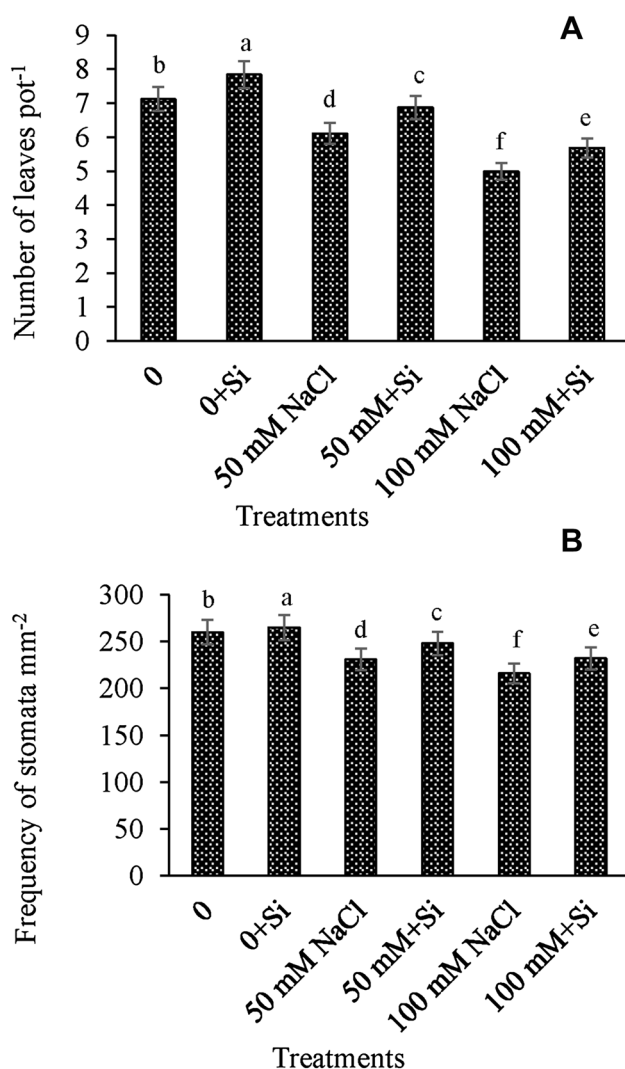 A
Number of leaves pot-1
9
8
7
6
5
4
3
2
1
0
b
a
d
c
f
e
0
0+Si
50 mM NaCl
50 mM+Si
100 mM NaCl
100 mM+Si
Treatments
B
Frequency of stomata mm-2
300
250
200
150
100
50
0
b
a
d
c
f
e
0
0+Si
50 mM NaCl
50 mM+Si
100 mM NaCl
100 mM+Si
Treatments